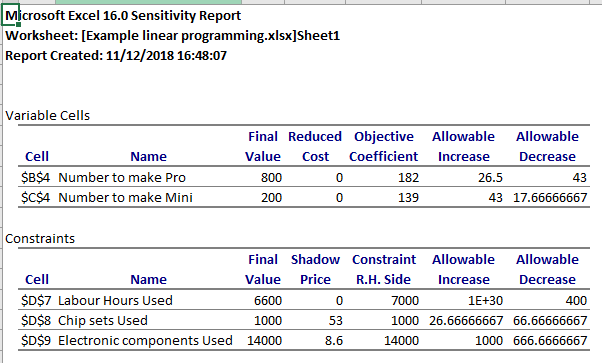 Microsoft Excel 16.0 Sensitivity Report
Worksheet: [Example linear programming.xlsx]Sheet1
Report Created: 11/12/2018 16:48:07
Variable Cells
Final Reduced Objective Allowable Allowable
Cell Name Value Cost Coefficient Increase Decrease
$B$4 Number to make Pro 800 0 182 26.5 43
$C$4 Number to make Mini 200 0 139 43 17.66666667
Constraints
Final Shadow Constraint Allowable Allowable
Cell Name Value Price R.H. Side Increase Decrease
$D$7 Labour Hours Used 6600 0 7000 1E+30 400
$D$8 Chip sets Used 1000 53 1000 26.66666667 66.66666667
$D$9 Electronic components Used 14000 8.6 14000 1000 666.6666667